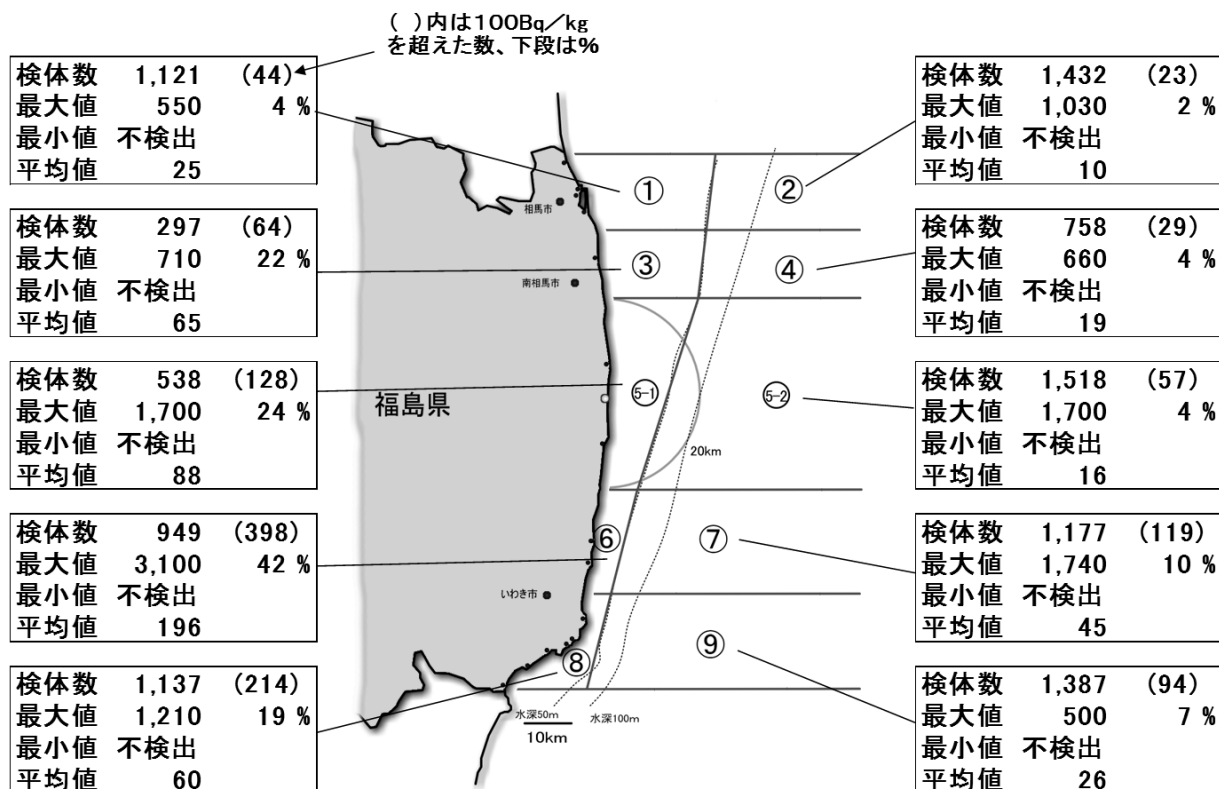 ( )内は100Bq/kg
を超えた数、下段は%
検体数 1,121 (44)
最大値 550 4 %
最小値 不検出
平均値 25
検体数 297 (64)
最大値 710 22 %
最小値 不検出
平均値 65
検体数 538 (128)
最大値 1,700 24 %
最小値 不検出
平均値 88
検体数 949 (398)
最大値 3,100 42 %
最小値 不検出
平均値 196
検体数 1,137 (214)
最大値 1,210 19 %
最小値 不検出
平均値 60
①
②
相馬市
③
④
南相馬市
福島県
5-1
5-2
20km
⑥
⑦
いわき市
⑧
⑨
水深50m
水深100m
10km
検体数 1,432 (23)
最大値 1,030 2 %
最小値 不検出
平均値 10
検体数 758 (29)
最大値 660 4 %
最小値 不検出
平均値 19
検体数 1,518 (57)
最大値 1,700 4 %
最小値 不検出
平均値 16
検体数 1,177 (119)
最大値 1,740 10 %
最小値 不検出
平均値 45
検体数 1,387 (94)
最大値 500 7 %
最小値 不検出
平均値 26